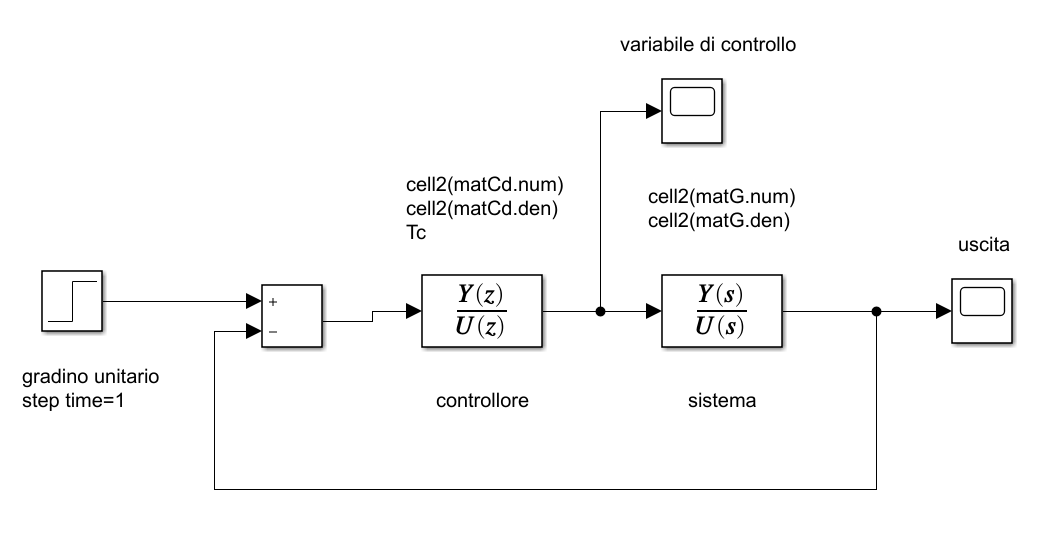 variabile di controllo
cell2(matCd.num)
cell2(matCd.den)
Tc
cell2(matG.num)
cell2(matG.den)
uscita
+
−
Y(z)
U(z)
Y(s)
U(s)
gradino unitario
step time=1
controllore
sistema